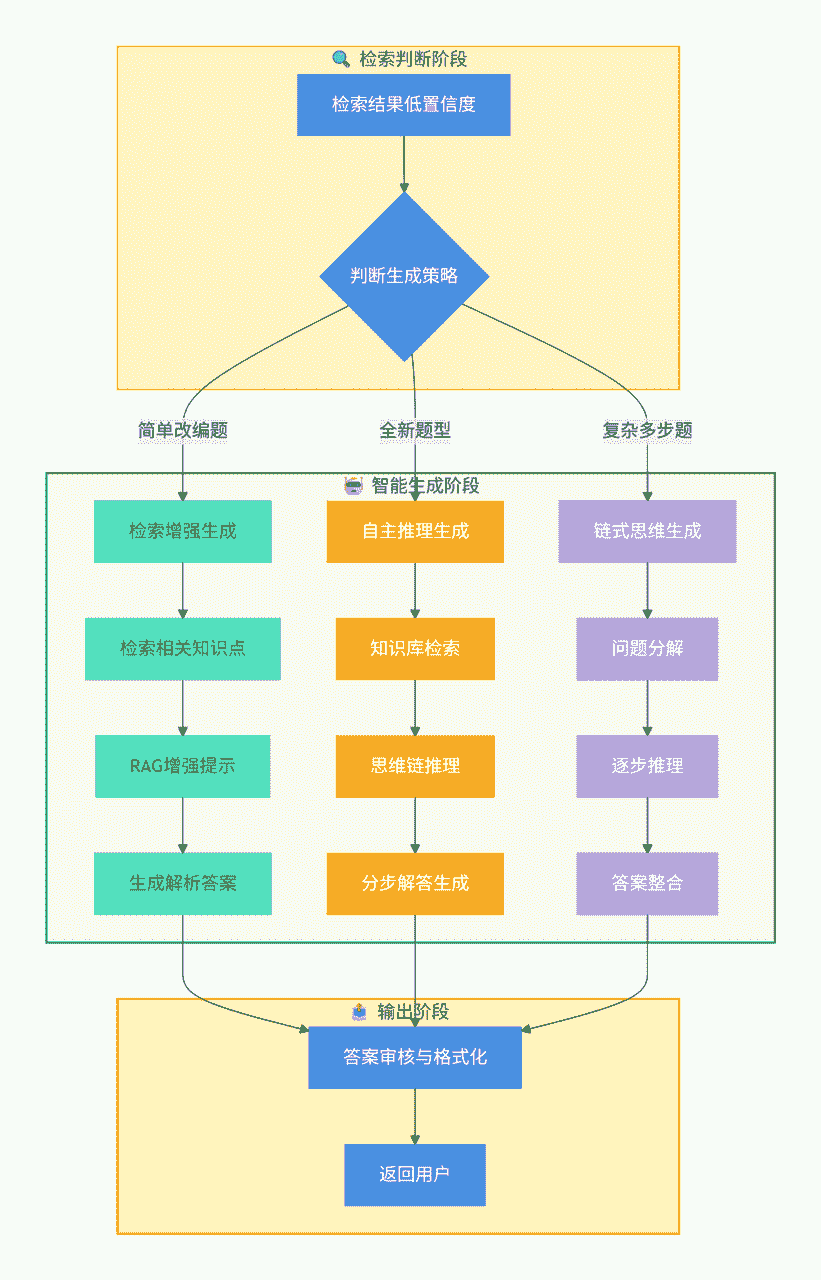 检索判断阶段
检索结果低置信度
判断生成策略
简单改编题
全新题型
复杂多步题
智能生成阶段
检索增强生成
自主推理生成
链式思维生成
检索相关知识点
知识库检索
问题分解
RAG增强提示
思维链推理
逐步推理
生成解析答案
分步解答生成
答案整合
输出阶段
答案审核与格式化
返回用户